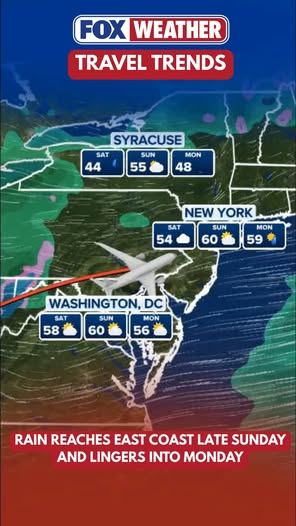 FOX WEATHER
TRAVEL TRENDS
SYRACUSE
SAT SUN MON
44 55 48
NEW YORK
SAT SUN MON
54 60 59
WASHINGTON, DC
SAT SUN MON
58 60 56
RAIN REACHES EAST COAST LATE SUNDAY
AND LINGERS INTO MONDAY